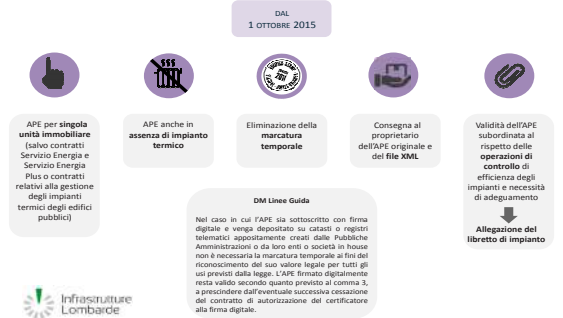 DAL
1 OTTOBRE 2015
APE per singola
unità immobiliare
(salvo contratti
Servizio Energia e
Servizio Energia
Plus o contratti
relativi alla gestione
degli impianti
termici degli edifici
pubblici)
APE anche in
assenza di impianto
termico
Eliminazione della
marcatura
temporale
Consegna al
proprietario
dell'APE originale e
del file XML
Validità dell'APE
subordinata al
rispetto delle
operazioni di
controllo di
efficienza degli
impianti e necessità
di adeguamento
Allegazione del
libretto di impianto
DM Linee Guida
Nel caso in cui l'APE sia sottoscritto con firma
digitale e venga depositato su catasti o registri
telematici appositamente creati dalle Pubbliche
Amministrazioni o da loro enti o società in house
non è necessaria la marcatura temporale ai fini del
riconoscimento del suo valore legale per tutti gli
usi previsti dalla legge. L'APE firmato digitalmente
resta valido secondo quanto previsto al comma 3,
a prescindere dall'eventuale successiva cessazione
del contratto di autorizzazione del certificatore
alla firma digitale.
Infrastrutture
Lombarde